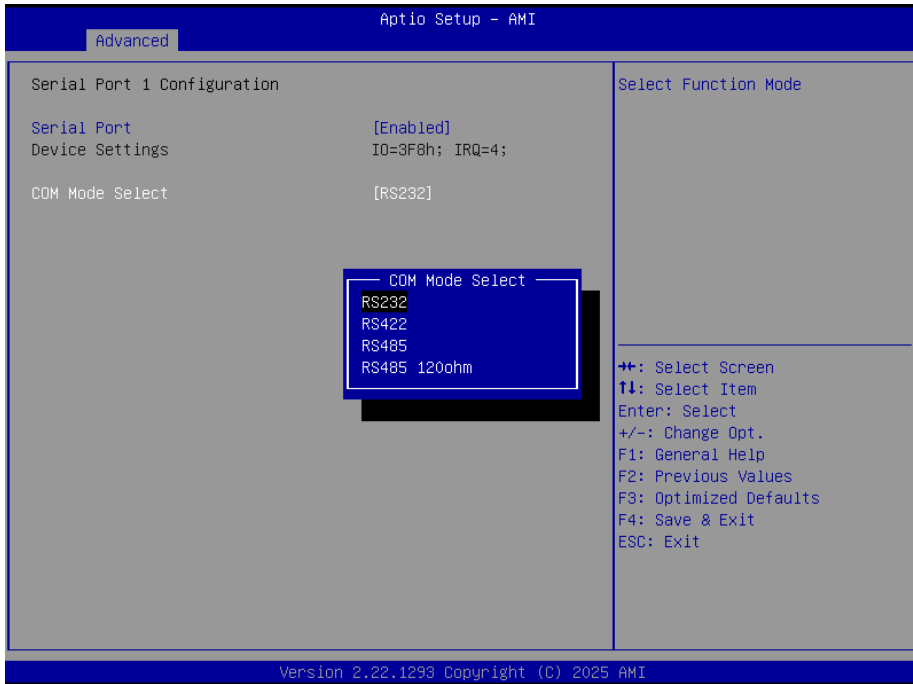 Aptio Setup – AMI
Advanced
Serial Port 1 Configuration
Serial Port [Enabled]
Device Settings IO=3F8h; IRQ=4;
COM Mode Select [RS232]
COM Mode Select
RS232
RS422
RS485
RS485 120ohm
Select Function Mode
→←: Select Screen
↑↓: Select Item
Enter: Select
+/-: Change Opt.
F1: General Help
F2: Previous Values
F3: Optimized Defaults
F4: Save & Exit
ESC: Exit
Version 2.22.1293 Copyright (C) 2025 AMI